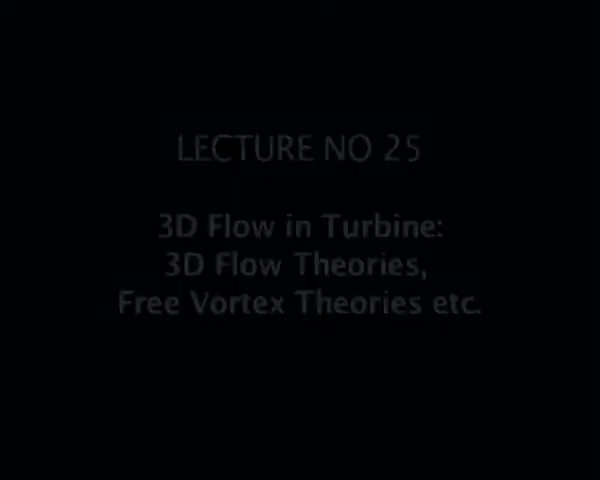 LECTURE NO 25
3D Flow in Turbine:
3D Flow Theories,
Free Vortex Theories etc.